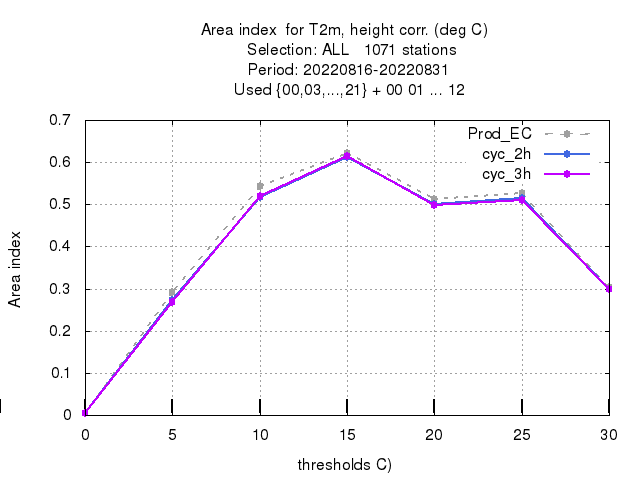 Area index  for T2m, height corr. (deg C)
Selection: ALL   1071 stations
Period: 20220816-20220831
Used {00,03,...,21} + 00 01 ... 12
Prod_EC
cyc_2h
cyc_3h
0.7
0.6
0.5
0.4
0.3
0.2
0.1
0
Area index
0 5 10 15 20 25 30
thresholds C)